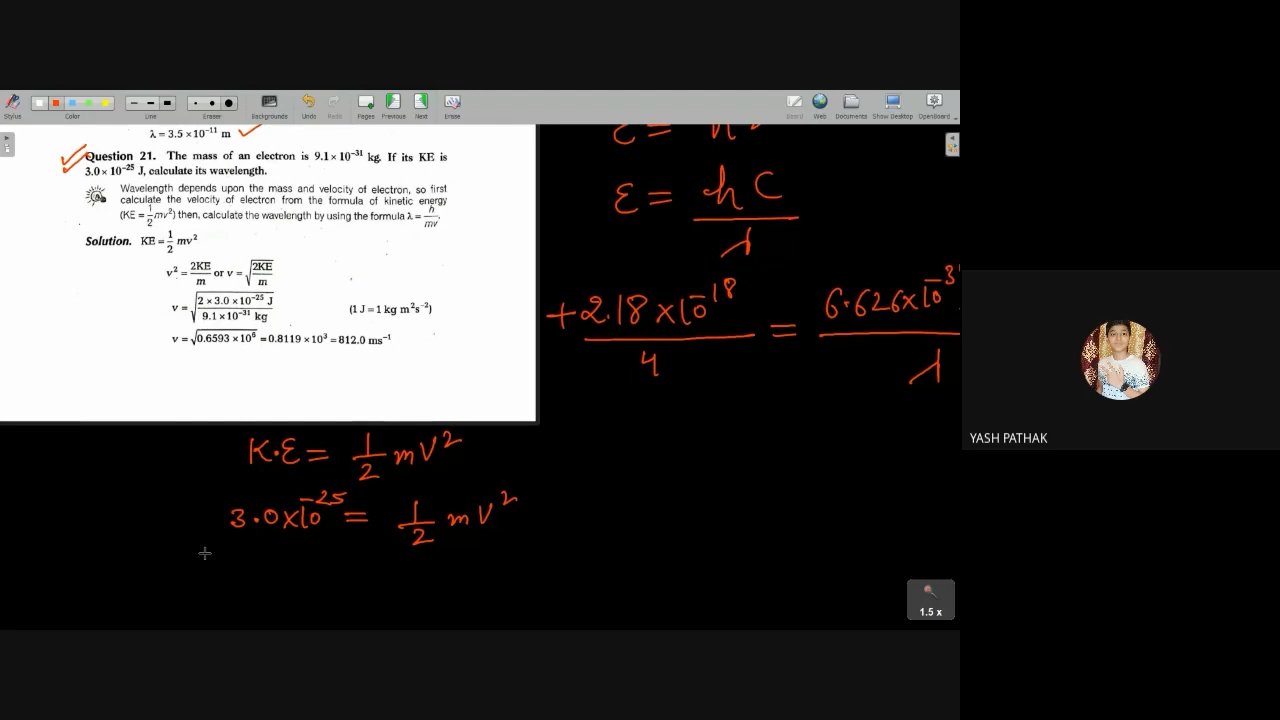 Stylus Color Line Eraser Backgrounds Undo Redo Pages Previous Next Erase Board Web Documents Show Desktop OpenBoard
λ = 3.5 × 10⁻¹¹ m
Question 21. The mass of an electron is 9.1 × 10⁻³¹ kg. If its KE is
3.0 × 10⁻²⁵ J, calculate its wavelength.
Wavelength depends upon the mass and velocity of electron, so first
calculate the velocity of electron from the formula of kinetic energy
(KE = 1/2 mv²) then, calculate the wavelength by using the formula λ = h/mv.
Solution. KE = 1/2 mv²
v² = 2KE/m or v = √(2KE/m)
v = √(2 × 3.0 × 10⁻²⁵ J / 9.1 × 10⁻³¹ kg) (1 J = 1 kg m² s⁻²)
v = √(0.6593 × 10⁶) = 0.8119 × 10³ = 812.0 ms⁻¹
ε = hC/λ
+2.18 × 10⁻¹⁸/4 = 6.626 × 10⁻³/λ
K.E = 1/2 mV²
3.0 × 10⁻²⁵ = 1/2 mV²
1.5 x
YASH PATHAK